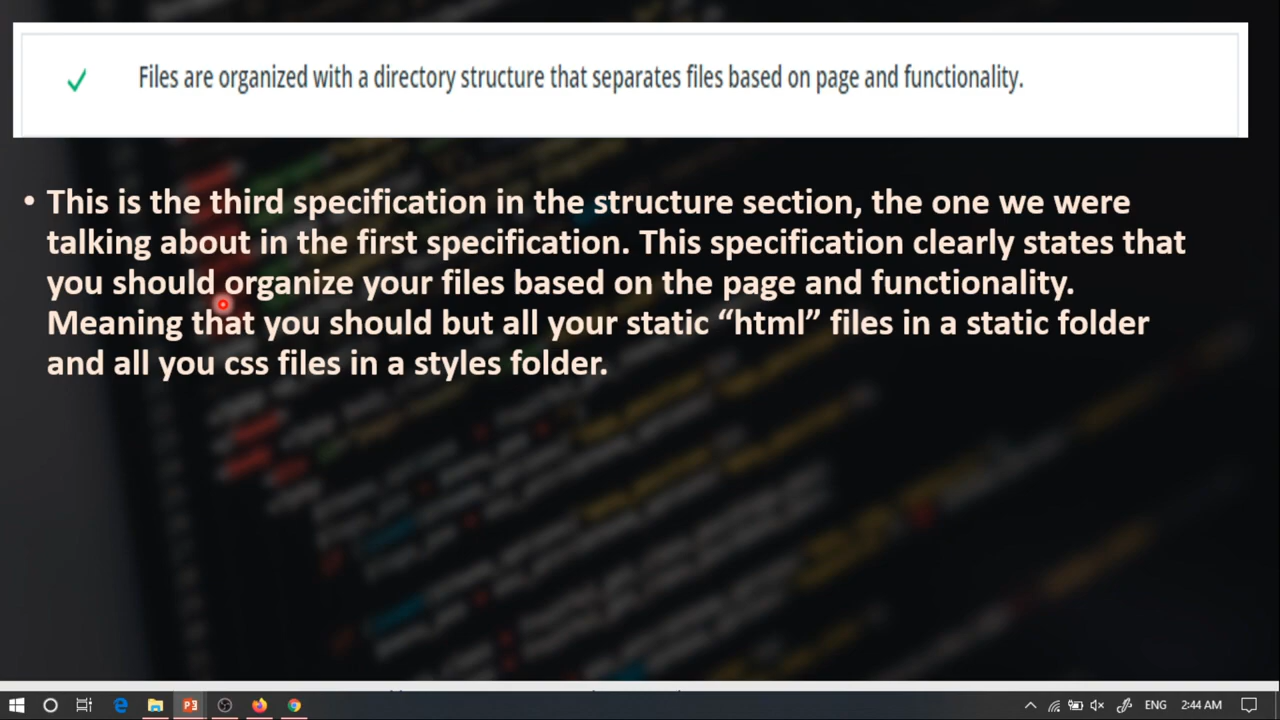 Files are organized with a directory structure that separates files based on page and functionality.
• This is the third specification in the structure section, the one we were
talking about in the first specification. This specification clearly states that
you should organize your files based on the page and functionality.
Meaning that you should but all your static “html” files in a static folder
and all you css files in a styles folder.
ENG 2:44 AM